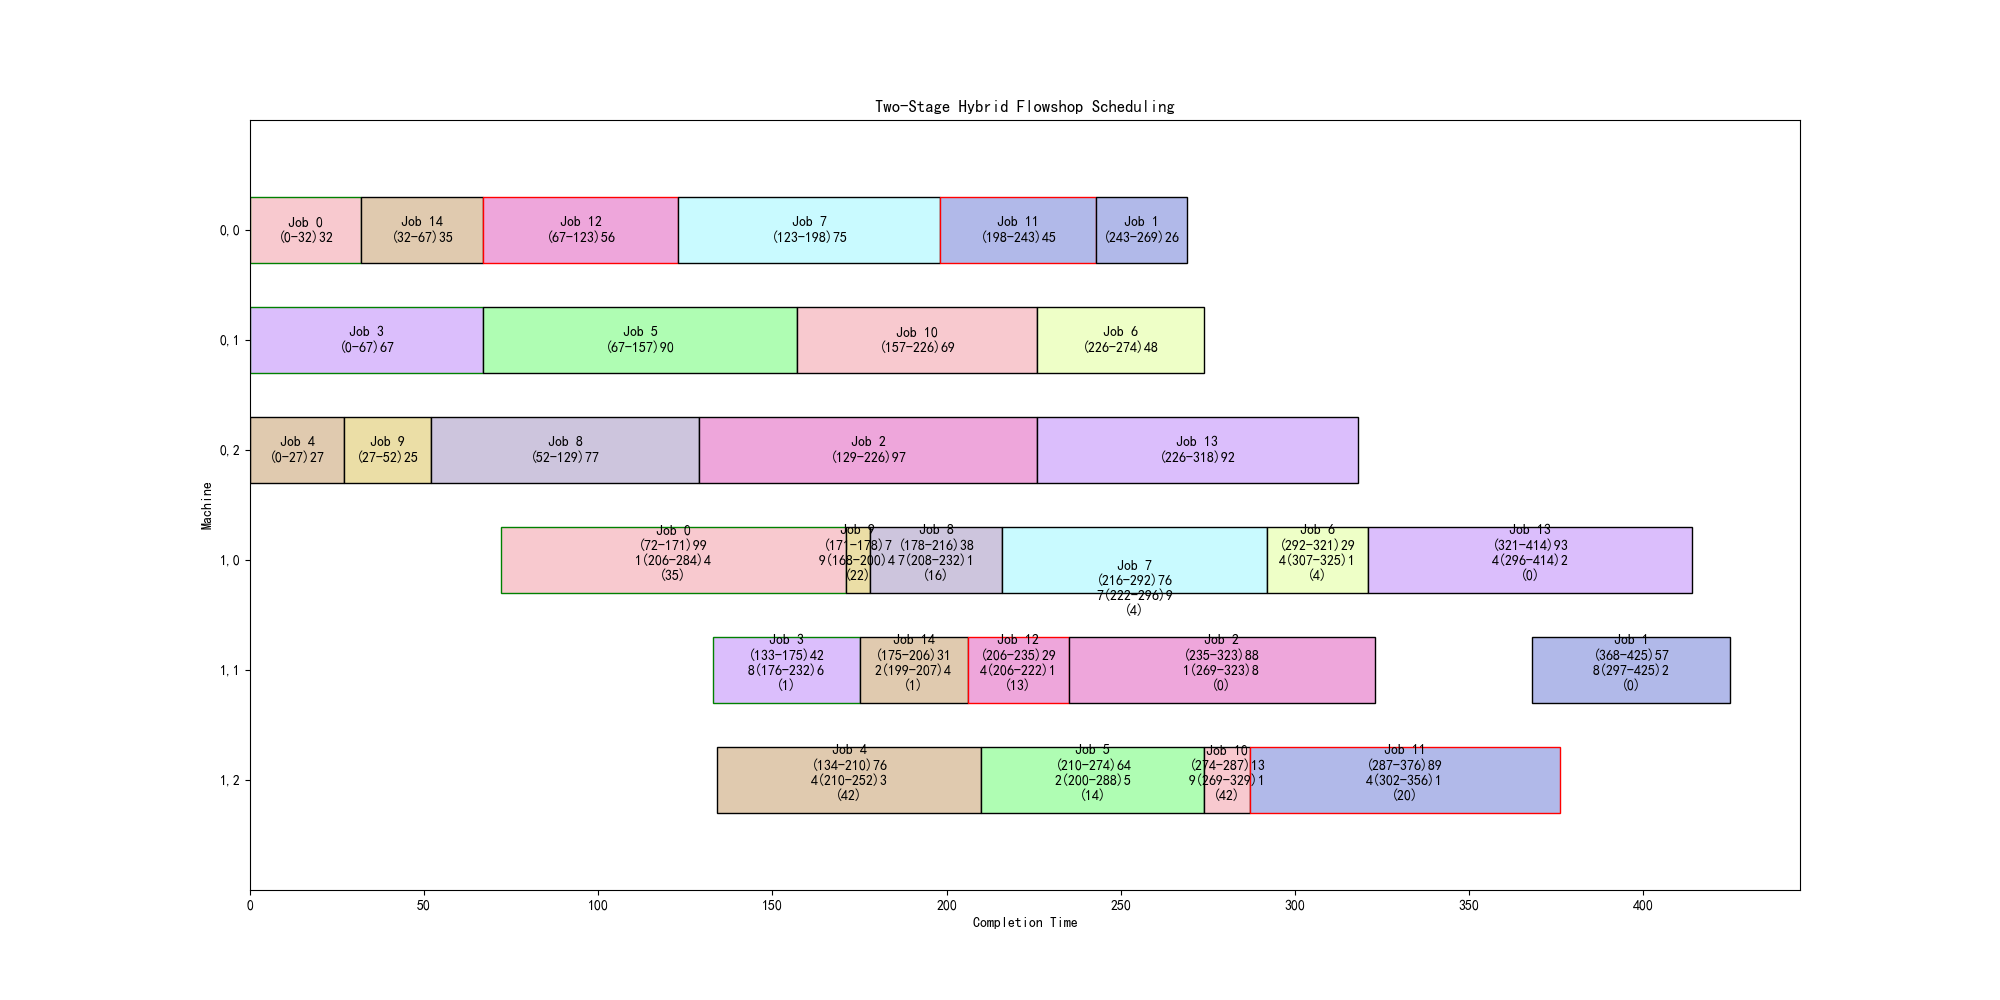 Two-Stage Hybrid Flowshop Scheduling
Machine
0,0
Job 0
(0-32)32
Job 14
(32-67)35
Job 12
(67-123)56
Job 7
(123-198)75
Job 11
(198-243)45
Job 1
(243-269)26
0,1
Job 3
(0-67)67
Job 5
(67-157)90
Job 10
(157-226)69
Job 6
(226-274)48
0,2
Job 4
(0-27)27
Job 9
(27-52)25
Job 8
(52-129)77
Job 2
(129-226)97
Job 13
(226-318)92
1,0
Job 0
(72-171)99
1(206-284)4
(35)
Job 9
(171-178)7
9(168-200)4
(22)
Job 8
(178-216)38
7(208-232)1
(16)
Job 7
(216-292)76
7(222-296)9
(4)
Job 6
(292-321)29
4(307-325)1
(4)
Job 13
(321-414)93
4(296-414)2
(0)
1,1
Job 3
(133-175)42
8(176-232)6
(1)
Job 14
(175-206)31
2(199-207)4
(1)
Job 12
(206-235)29
4(206-222)1
(13)
Job 2
(235-323)88
1(269-323)8
(0)
Job 1
(368-425)57
8(297-425)2
(0)
1,2
Job 4
(134-210)76
4(210-252)3
(42)
Job 5
(210-274)64
2(200-288)5
(14)
Job 10
(274-287)13
9(269-329)1
(42)
Job 11
(287-376)89
4(302-356)1
(20)
0 50 100 150 200 250 300 350 400
Completion Time